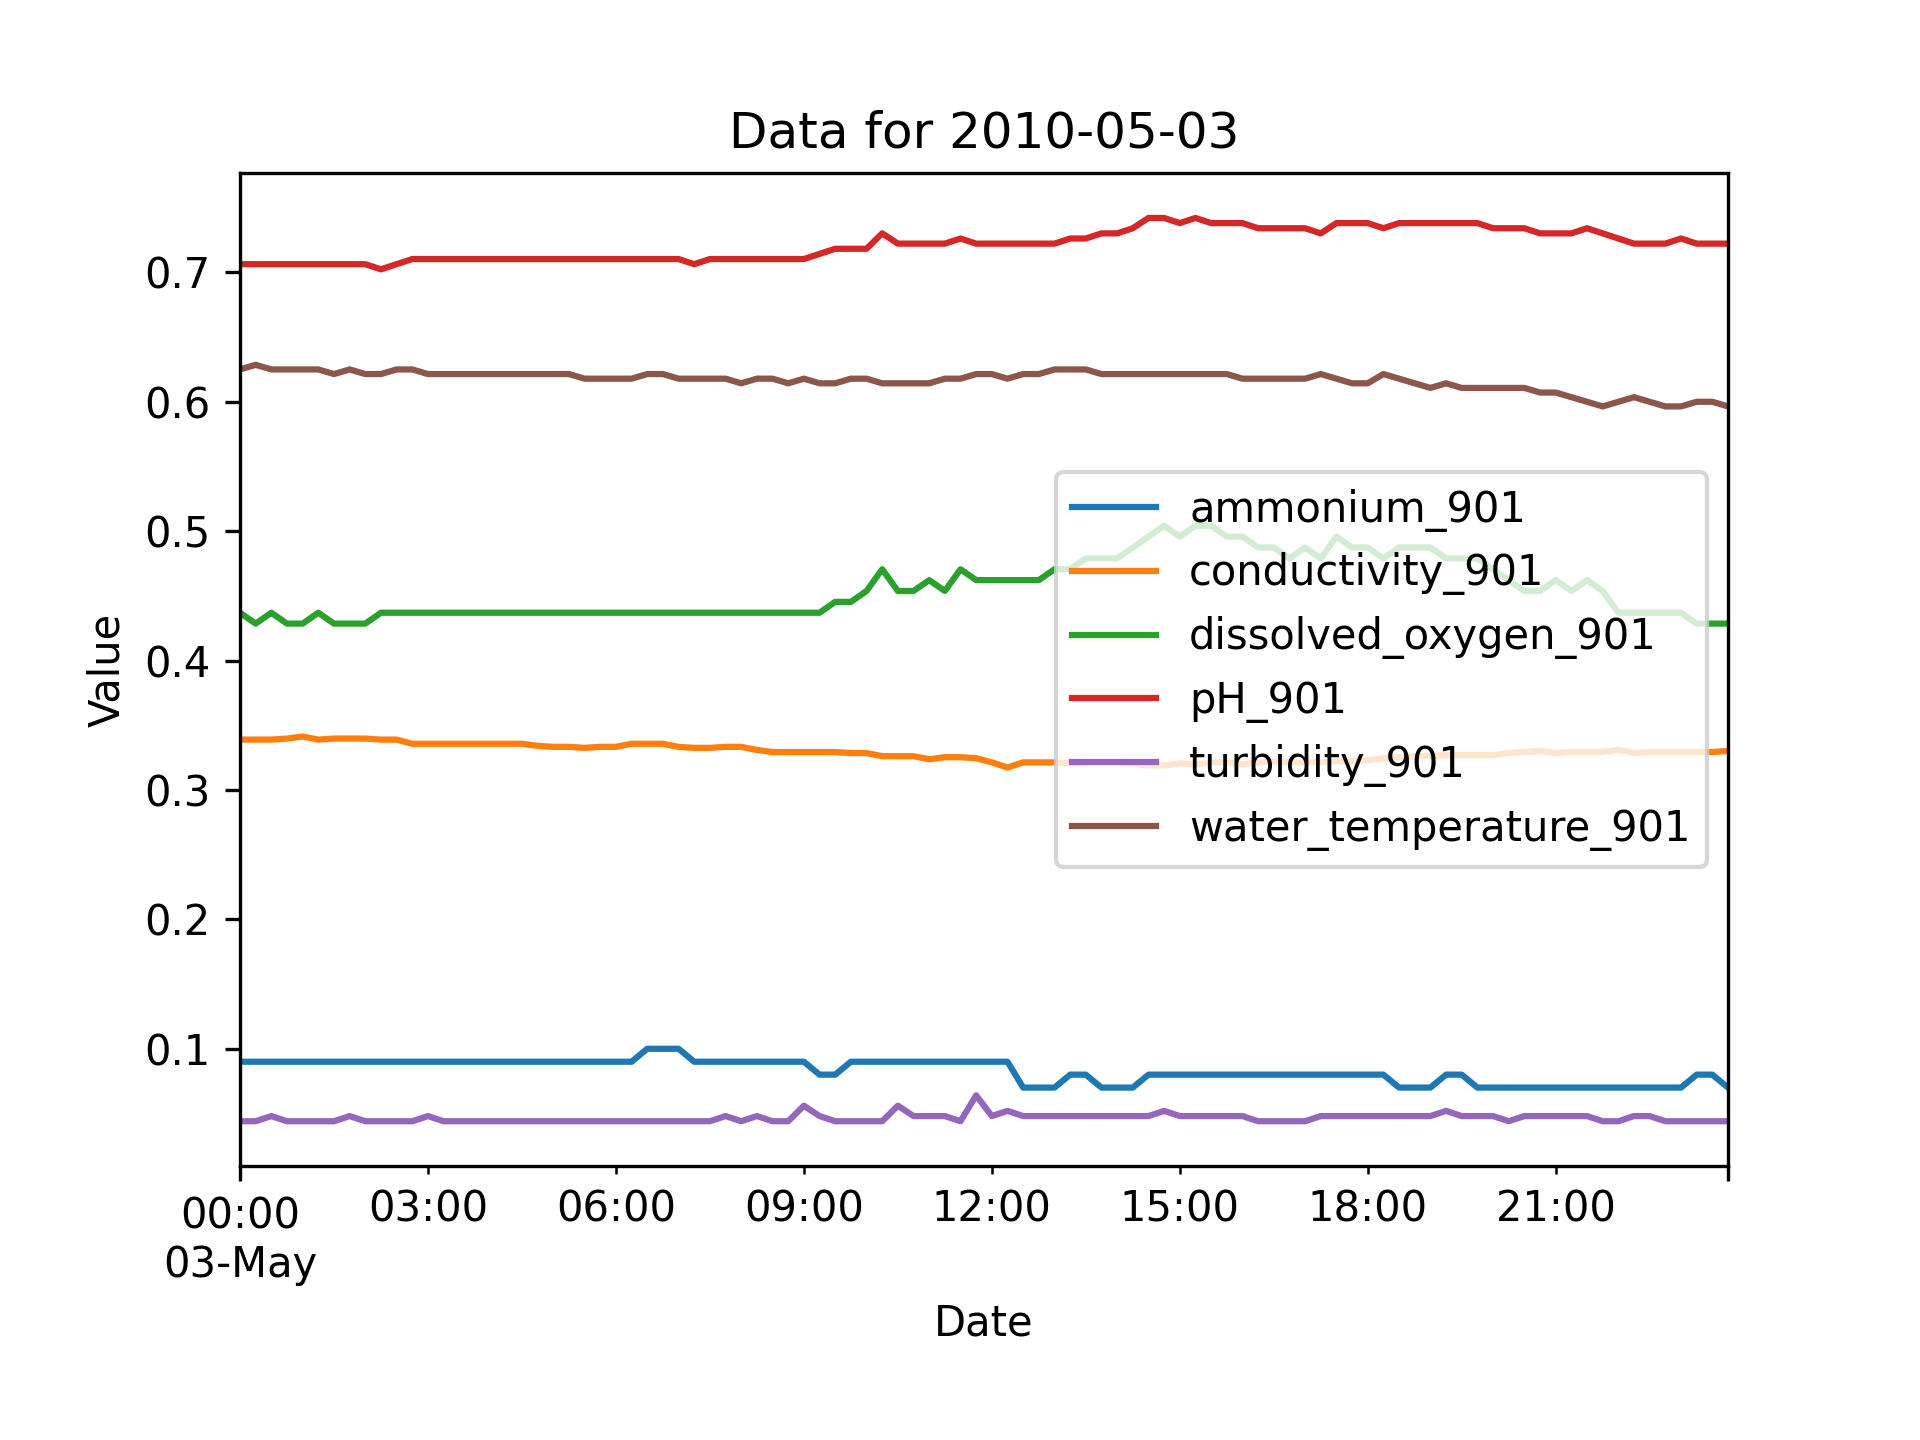 Data for 2010-05-03
Value
0.7
0.6
0.5
0.4
0.3
0.2
0.1
ammonium_901
conductivity_901
dissolved_oxygen_901
pH_901
turbidity_901
water_temperature_901
00:00 03:00 06:00 09:00 12:00 15:00 18:00 21:00
03-May
Date